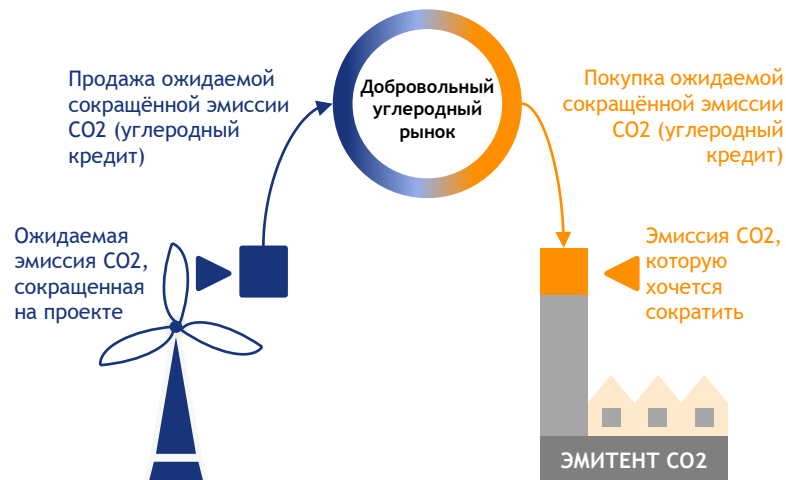 Продажа ожидаемой
сокращённой эмиссии
CO2 (углеродный
кредит)
Добровольный
углеродный
рынок
Покупка ожидаемой
сокращённой эмиссии
CO2 (углеродный
кредит)
Ожидаемая
эмиссия CO2,
сокращенная
на проекте
Эмиссия CO2,
которую
хочется
сократить
ЭМИТЕНТ CO2